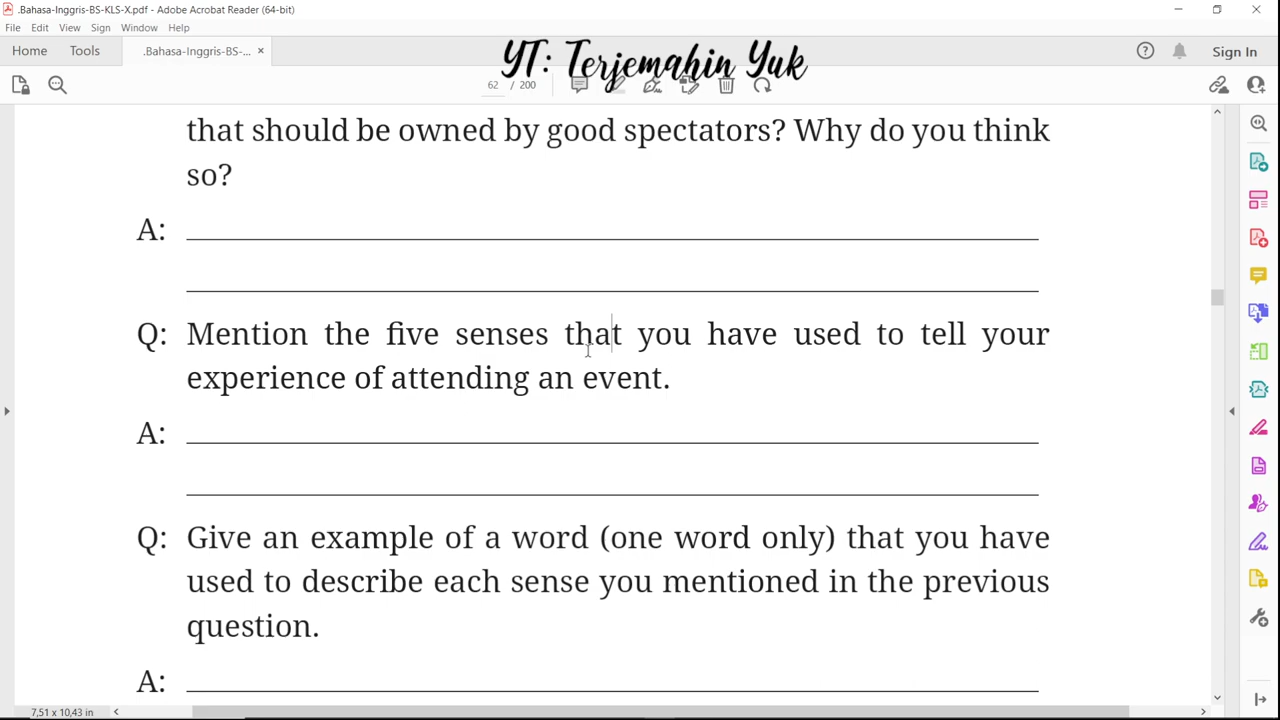 .Bahasa-Inggris-BS-KLS-X.pdf - Adobe Acrobat Reader (64-bit)
File Edit View Sign Window Help
Home Tools .Bahasa-Inggris-BS-... × Sign In
YT: Terjemahin Yuk
62 / 200
that should be owned by good spectators? Why do you think
so?
A:
Q: Mention the five senses that you have used to tell your
experience of attending an event.
A:
Q: Give an example of a word (one word only) that you have
used to describe each sense you mentioned in the previous
question.
A:
7,51 x 10,43 in